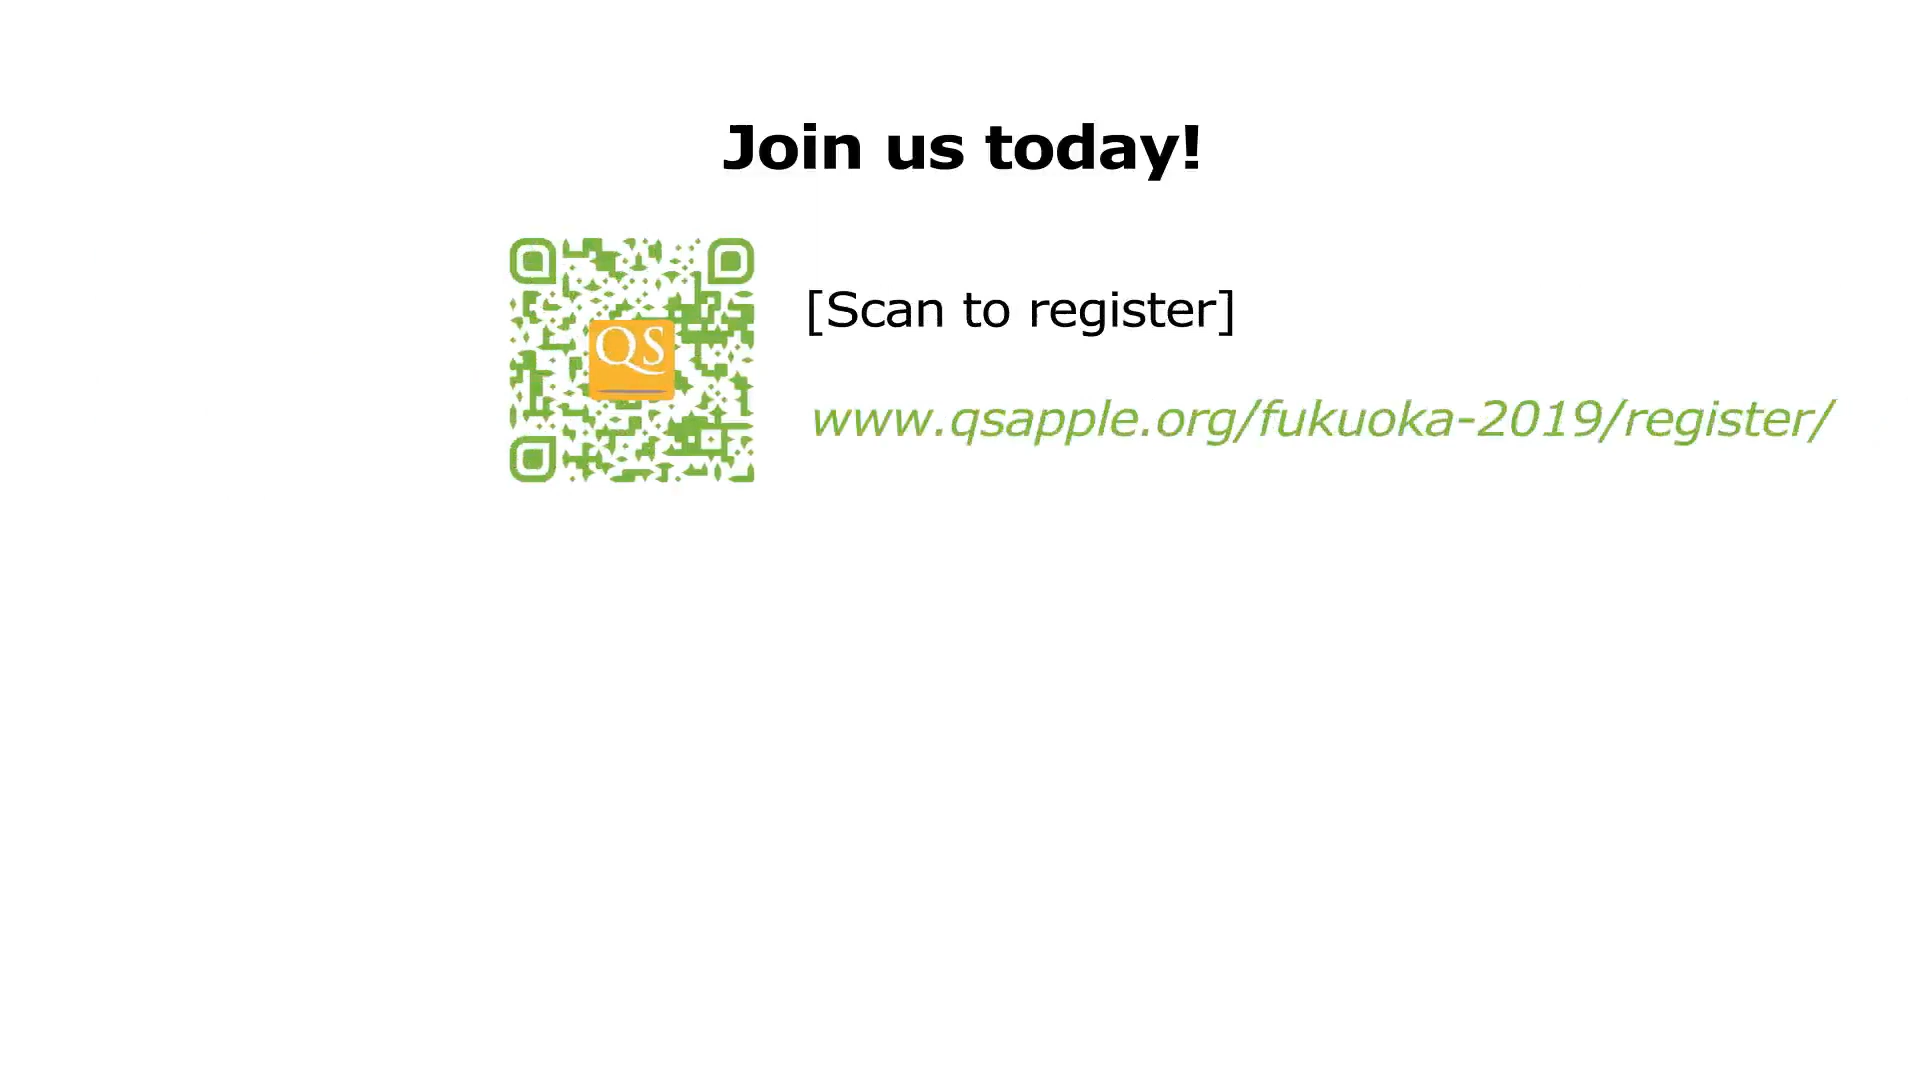 Join us today!
[Scan to register]
QS
www.qsapple.org/fukuoka-2019/register/